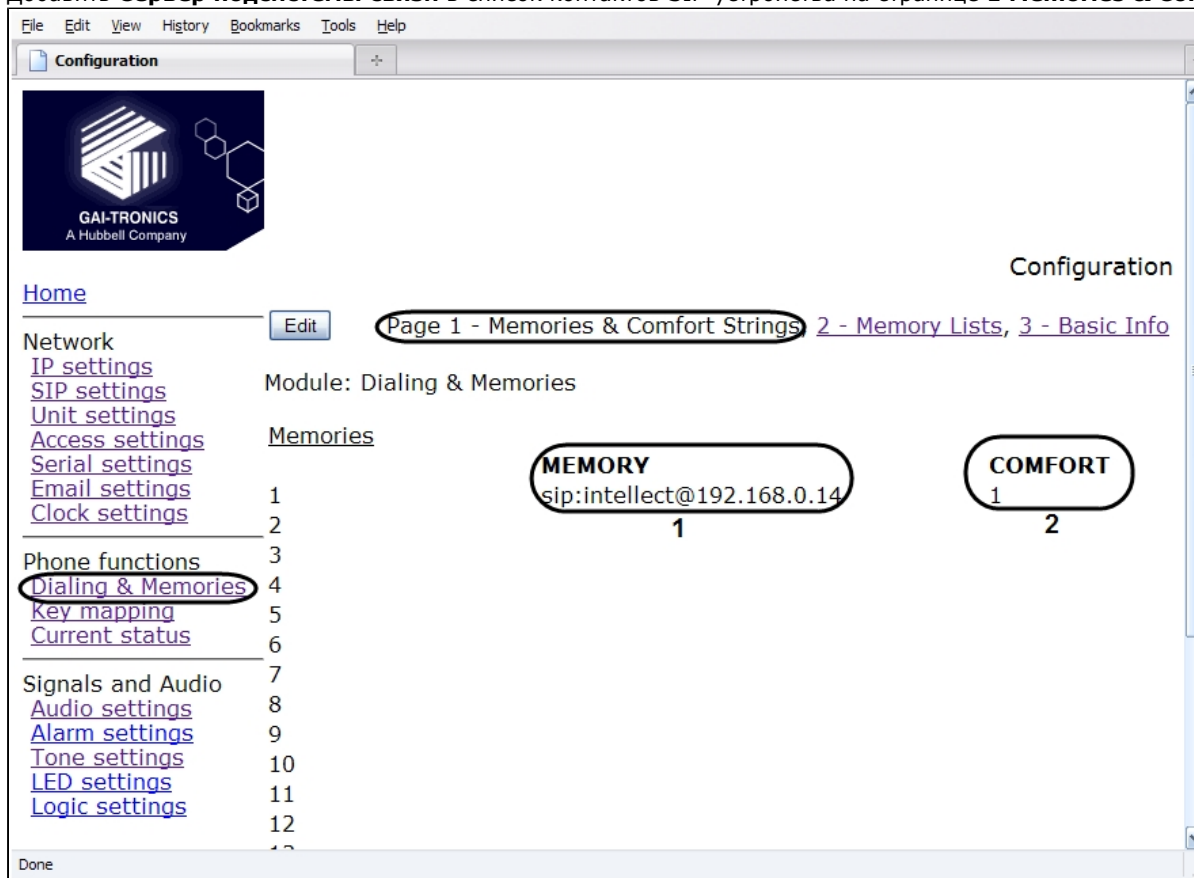 File Edit View History Bookmarks Tools Help
Configuration
GAI-TRONICS
A Hubbell Company
Configuration
Home
Edit Page 1 - Memories & Comfort Strings, 2 - Memory Lists, 3 - Basic Info
Network
IP settings
SIP settings
Unit settings
Access settings
Serial settings
Email settings
Clock settings
Phone functions
Dialing & Memories
Key mapping
Current status
Signals and Audio
Audio settings
Alarm settings
Tone settings
LED settings
Logic settings
Module: Dialing & Memories
Memories
MEMORY COMFORT
1 sip:intellect@192.168.0.14 1
1 2
2
3
4
5
6
7
8
9
10
11
12
Done